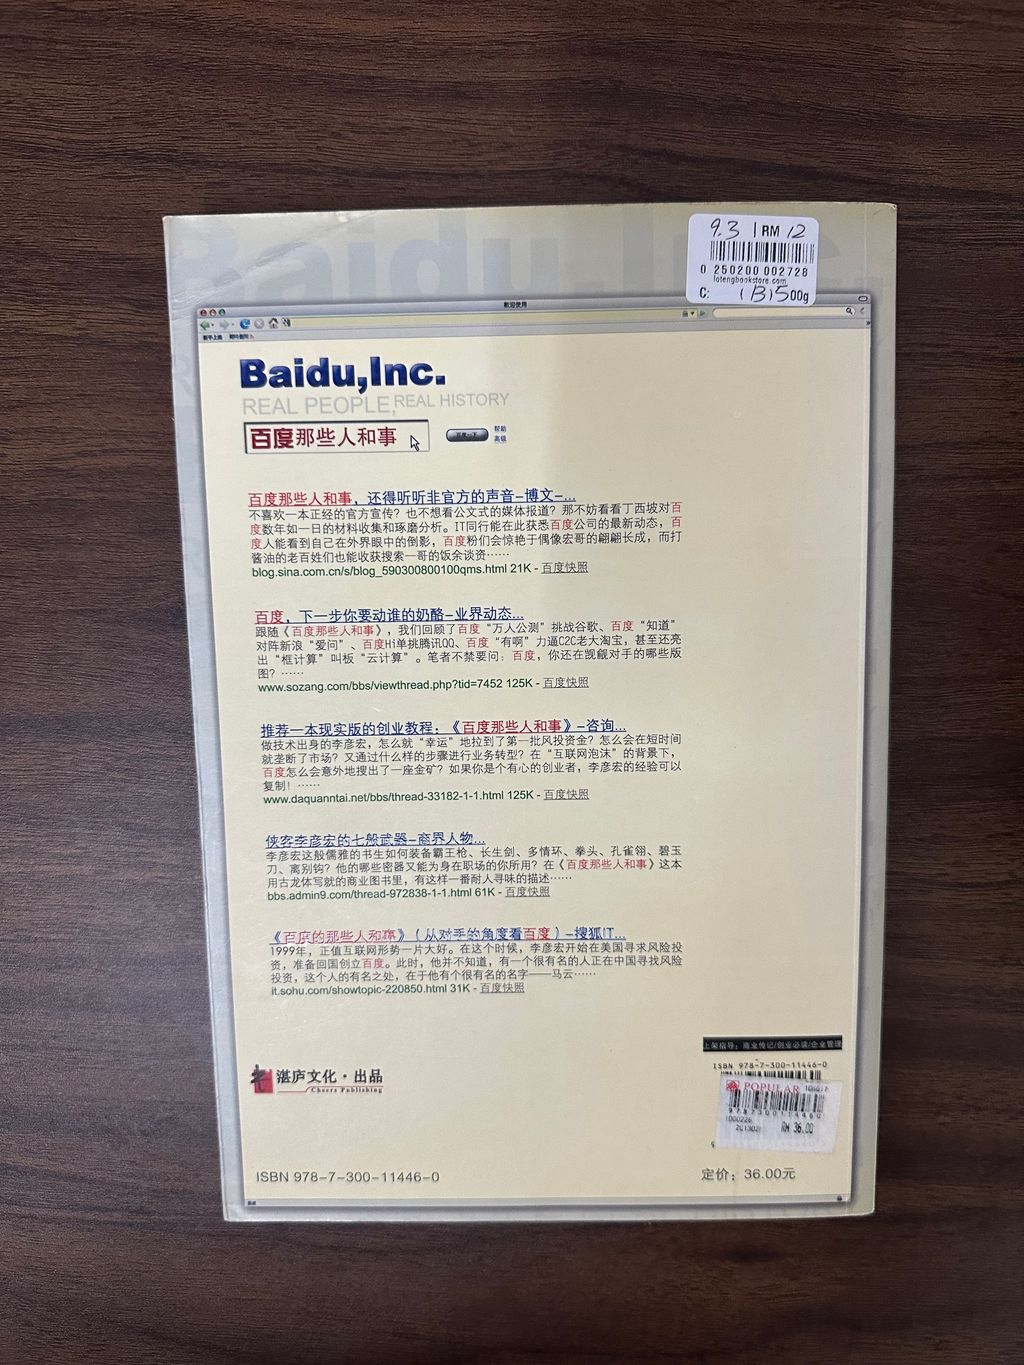 Baidu, Inc.
9.3 1 RM 12
0 250200 002728
lotengbookstore.com
C: 1B1500g
歡迎使用
Baidu,Inc.
REAL PEOPLE,REAL HISTORY
百度那些人和事
百度一下
帮助
高级
百度那些人和事，还得听听非官方的声音–博文–...
不喜欢一本正经的官方宣传？也不想看公文式的媒体报道？那不妨看看丁西坡对百
度数年如一日的材料收集和琢磨分析。IT同行能在此获悉百度公司的最新动态，百
度人能看到自己在外界眼中的倒影，百度粉们会惊艳于偶像宏哥的翩翩长成，而打
酱油的老百姓们也能收获搜索一哥的饭余谈资……
blog.sina.com.cn/s/blog_590300800100qms.html 21K - 百度快照
百度，下一步你要动谁的奶酪–业界动态...
跟随《百度那些人和事》，我们回顾了百度“万人公测”挑战谷歌、百度“知道”
对阵新浪“爱问”、百度Hi单挑腾讯QQ、百度“有啊”力逼C2C老大淘宝，甚至还亮
出“框计算”叫板“云计算”。笔者不禁要问：百度，你还在觊觎对手的哪些版
图？……
www.sozang.com/bbs/viewthread.php?tid=7452 125K - 百度快照
推荐一本现实版的创业教程：《百度那些人和事》–咨询...
做技术出身的李彦宏，怎么就“幸运”地拉到了第一批风投资金？怎么会在短时间
就垄断了市场？又通过什么样的步骤进行业务转型？在“互联网泡沫”的背景下，
百度怎么会意外地搜出了一座金矿？如果你是个有心的创业者，李彦宏的经验可以
复制！……
www.daquanntai.net/bbs/thread-33182-1-1.html 125K - 百度快照
侠客李彦宏的七般武器–商界人物...
李彦宏这般儒雅的书生如何装备霸王枪、长生剑、多情环、拳头、孔雀翎、碧玉
刀、离别钩？他的哪些密器又能为身在职场的你所用？在《百度那些人和事》这本
用古龙体写就的商业图书里，有这样一番耐人寻味的描述……
bbs.admin9.com/thread-972838-1-1.html 61K - 百度快照
《百度的那些人和事》（从对手的角度看百度）–搜狐IT...
1999年，正值互联网形势一片大好。在这个时候，李彦宏开始在美国寻求风险投
资，准备回国创立百度。此时，他并不知道，有一个很有名的人正在中国寻找风险
投资，这个人的有名之处，在于他有个很有名的名字——马云……
it.sohu.com/showtopic-220850.html 31K - 百度快照
湛庐文化·出品
Cheers Publishing
ISBN 978-7-300-11446-0
POPULAR
9787300114460
1000226
RM 36.00
ISBN 978-7-300-11446-0
定价：36.00元